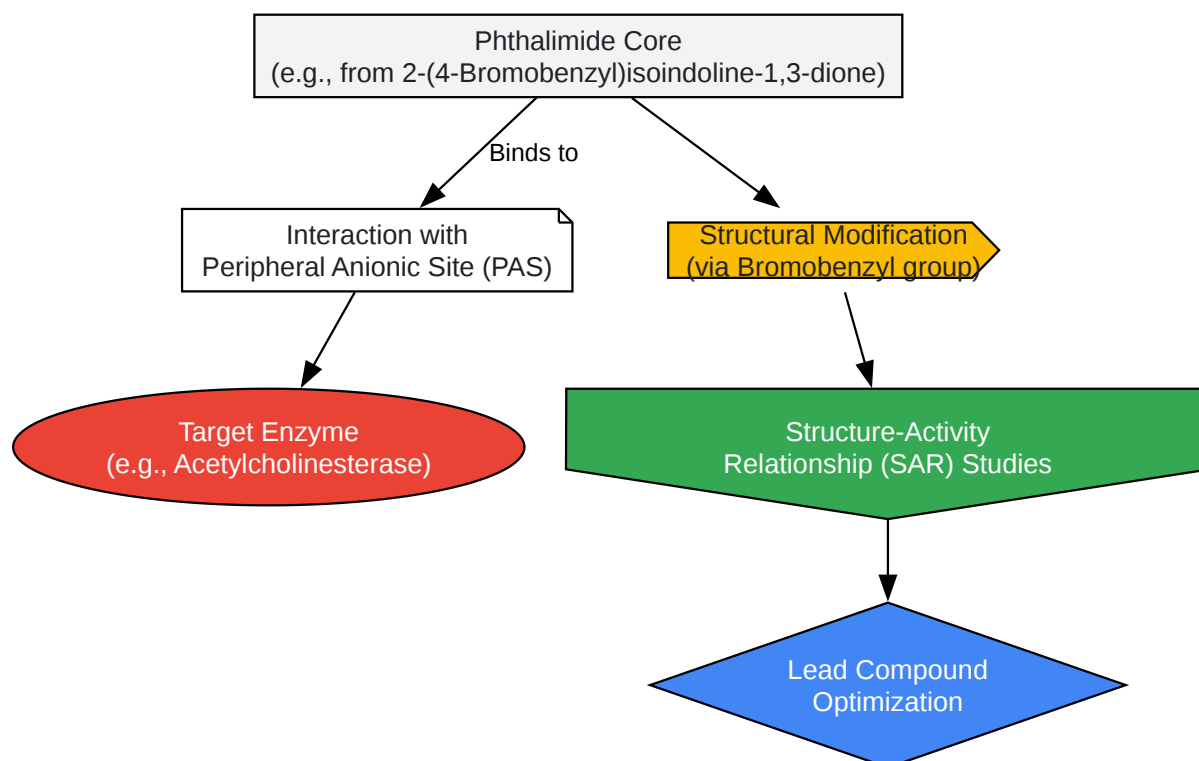 Phthalimide Core
(e.g., from 2-(4-Bromobenzyl)isoindoline-1,3-dione)
Binds to
Interaction with
Peripheral Anionic Site (PAS)
Structural Modification
(via Bromobenzyl group)
Target Enzyme
(e.g., Acetylcholinesterase)
Structure-Activity
Relationship (SAR) Studies
Lead Compound
Optimization